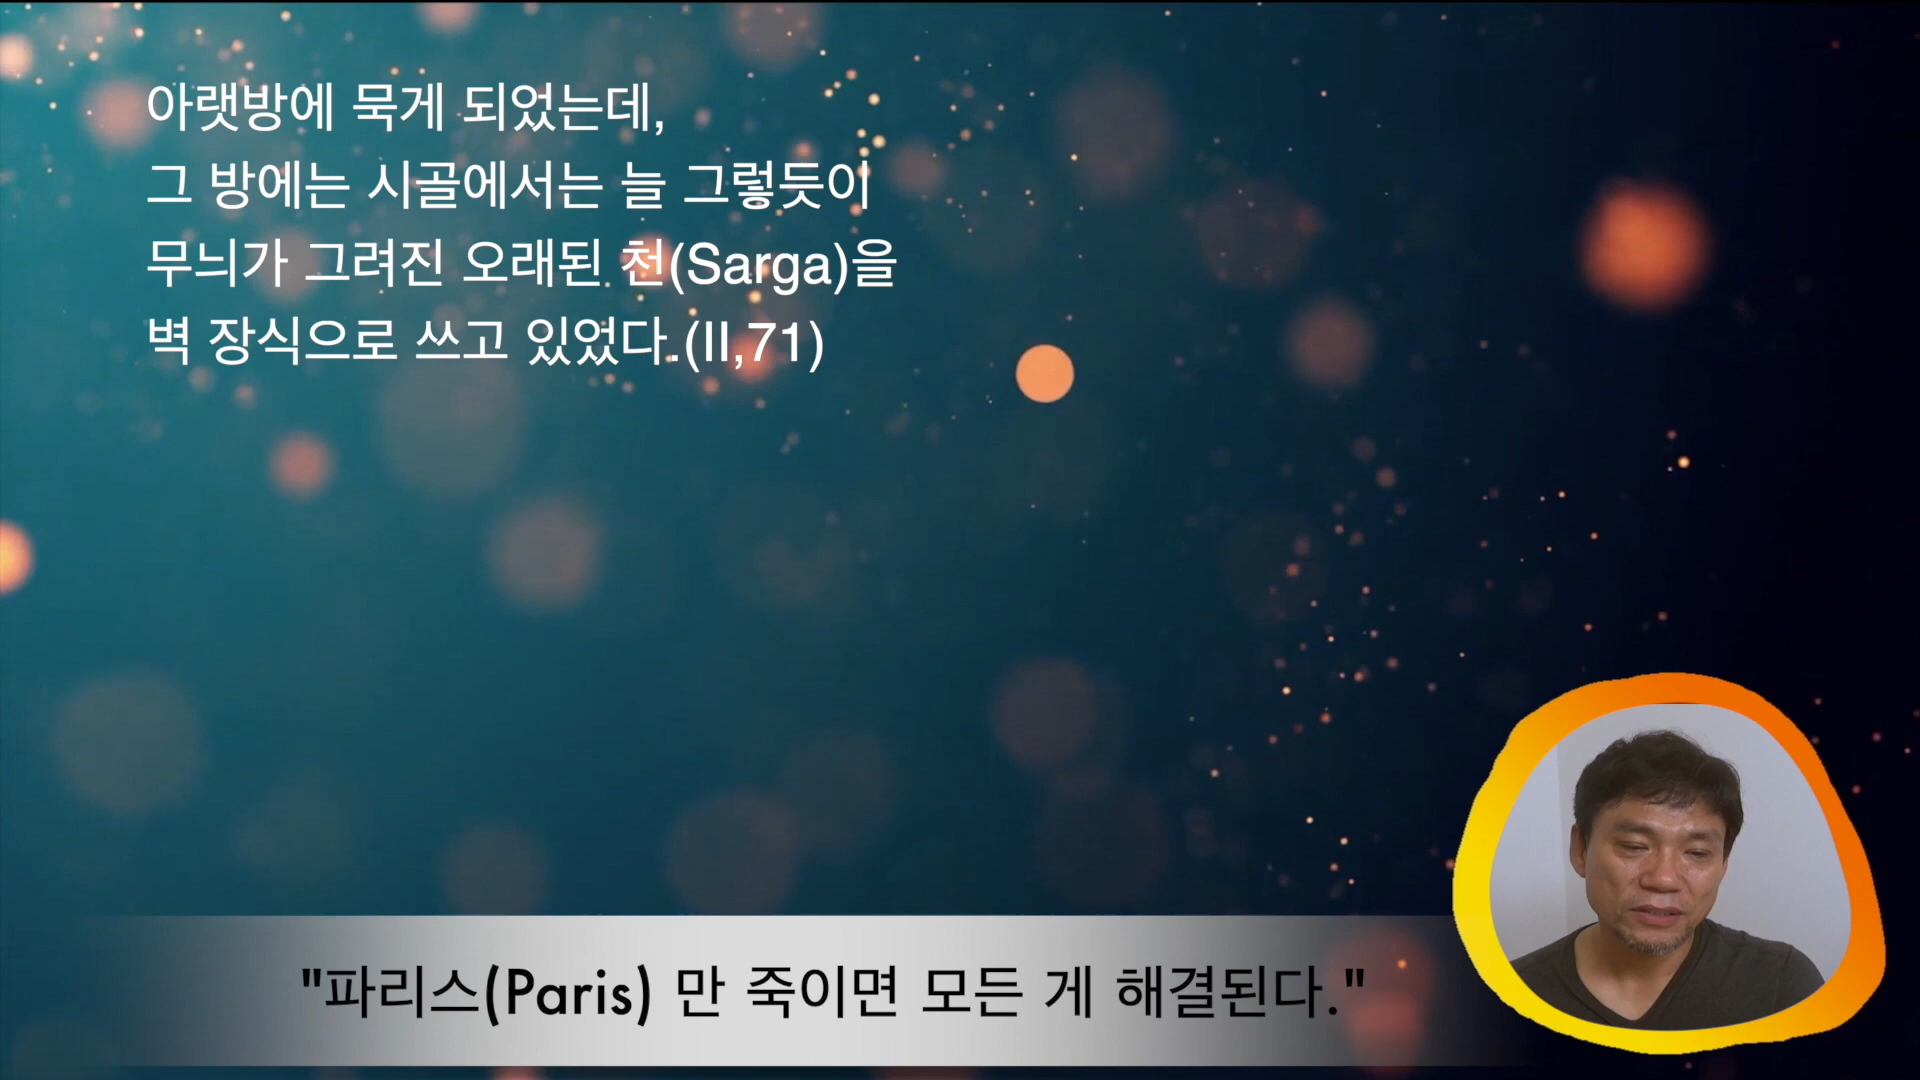 아랫방에 묵게 되었는데,
그 방에는 시골에서는 늘 그렇듯이
무늬가 그려진 오래된 천(Sarga)을
벽 장식으로 쓰고 있었다.(II,71)
"파리스(Paris) 만 죽이면 모든 게 해결된다."